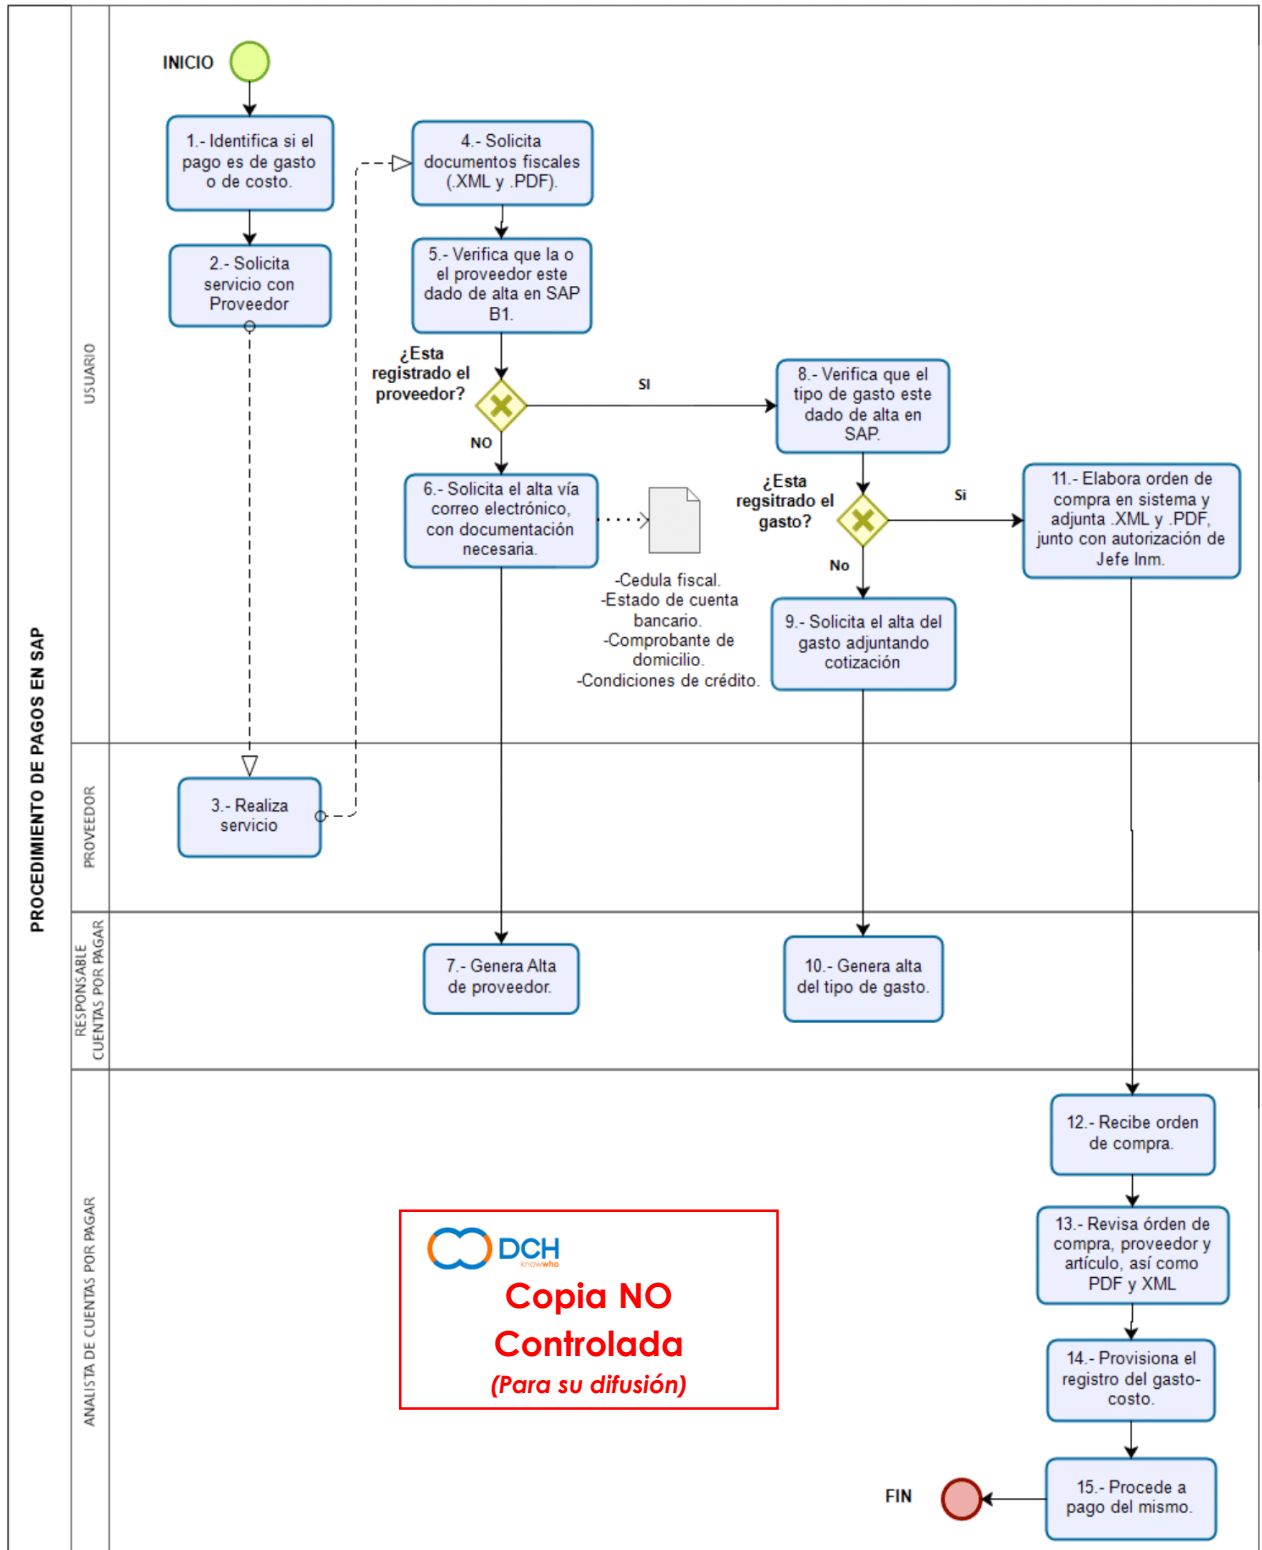 PROCEDIMIENTO DE PAGOS EN SAP
USUARIO
INICIO
1.- Identifica si el
pago es de gasto
o de costo.
2.- Solicita
servicio con
Proveedor
4.- Solicita
documentos fiscales
(.XML y .PDF).
5.- Verifica que la o
el proveedor este
dado de alta en SAP
B1.
¿Esta
registrado el
proveedor?
SI
NO
6.- Solicita el alta vía
correo electrónico,
con documentación
necesaria.
-Cedula fiscal.
-Estado de cuenta
bancario.
-Comprobante de
domicilio.
-Condiciones de crédito.
8.- Verifica que el
tipo de gasto este
dado de alta en
SAP.
¿Esta
regsitrado el
gasto?
Si
No
9.- Solicita el alta del
gasto adjuntando
cotización
11.- Elabora orden de
compra en sistema y
adjunta .XML y .PDF,
junto con autorización de
Jefe Inm.
PROVEEDOR
3.- Realiza
servicio
RESPONSABLE
CUENTAS POR PAGAR
7.- Genera Alta
de proveedor.
10.- Genera alta
del tipo de gasto.
ANALISTA DE CUENTAS POR PAGAR
12.- Recibe orden
de compra.
13.- Revisa órden de
compra, proveedor y
artículo, así como
PDF y XML
14.- Provisiona el
registro del gasto-
costo.
15.- Procede a
pago del mismo.
FIN
DCH
knowwho
Copia NO
Controlada
(Para su difusión)